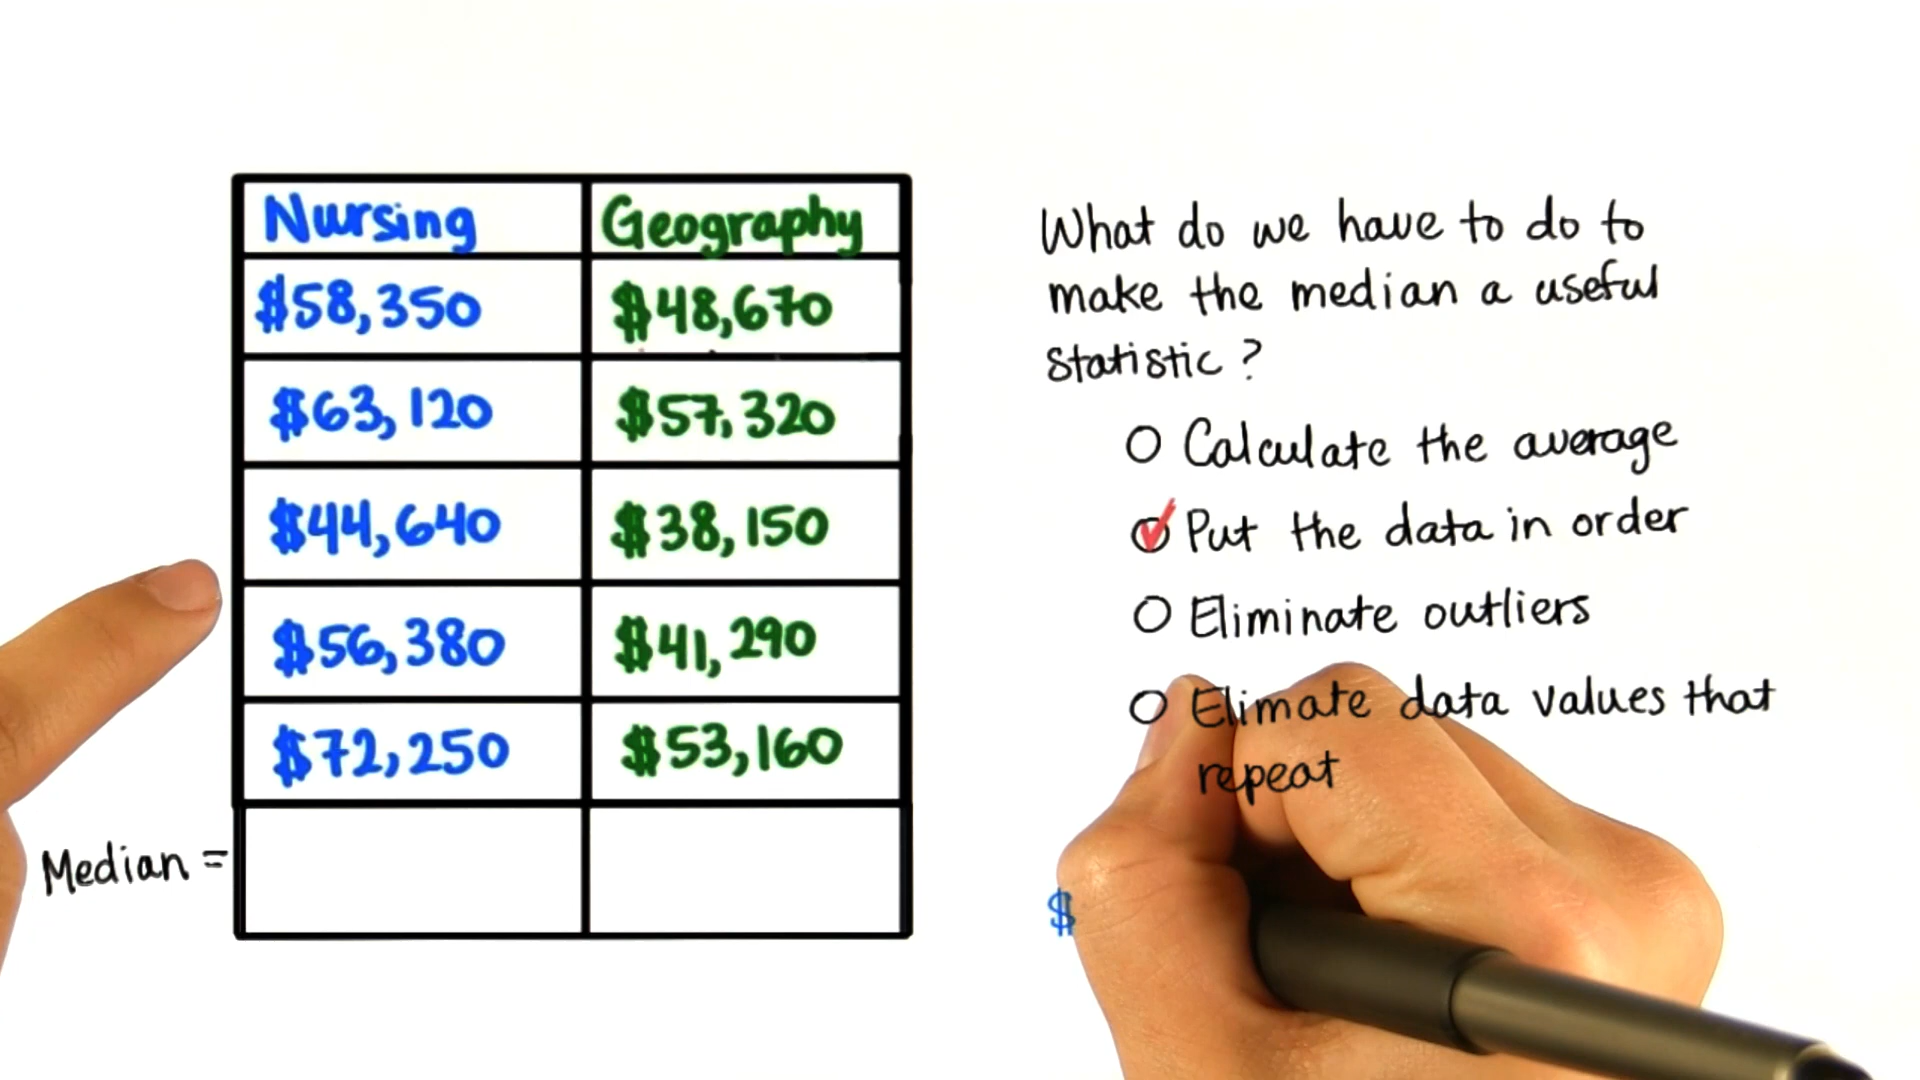 Nursing Geography
$58,350 $48,670
$63,120 $57,320
$44,640 $38,150
$56,380 $41,290
$72,250 $53,160
Median =
What do we have to do to
make the median a useful
statistic?
Calculate the average
Put the data in order
Eliminate outliers
Elimate data values that
repeat
$